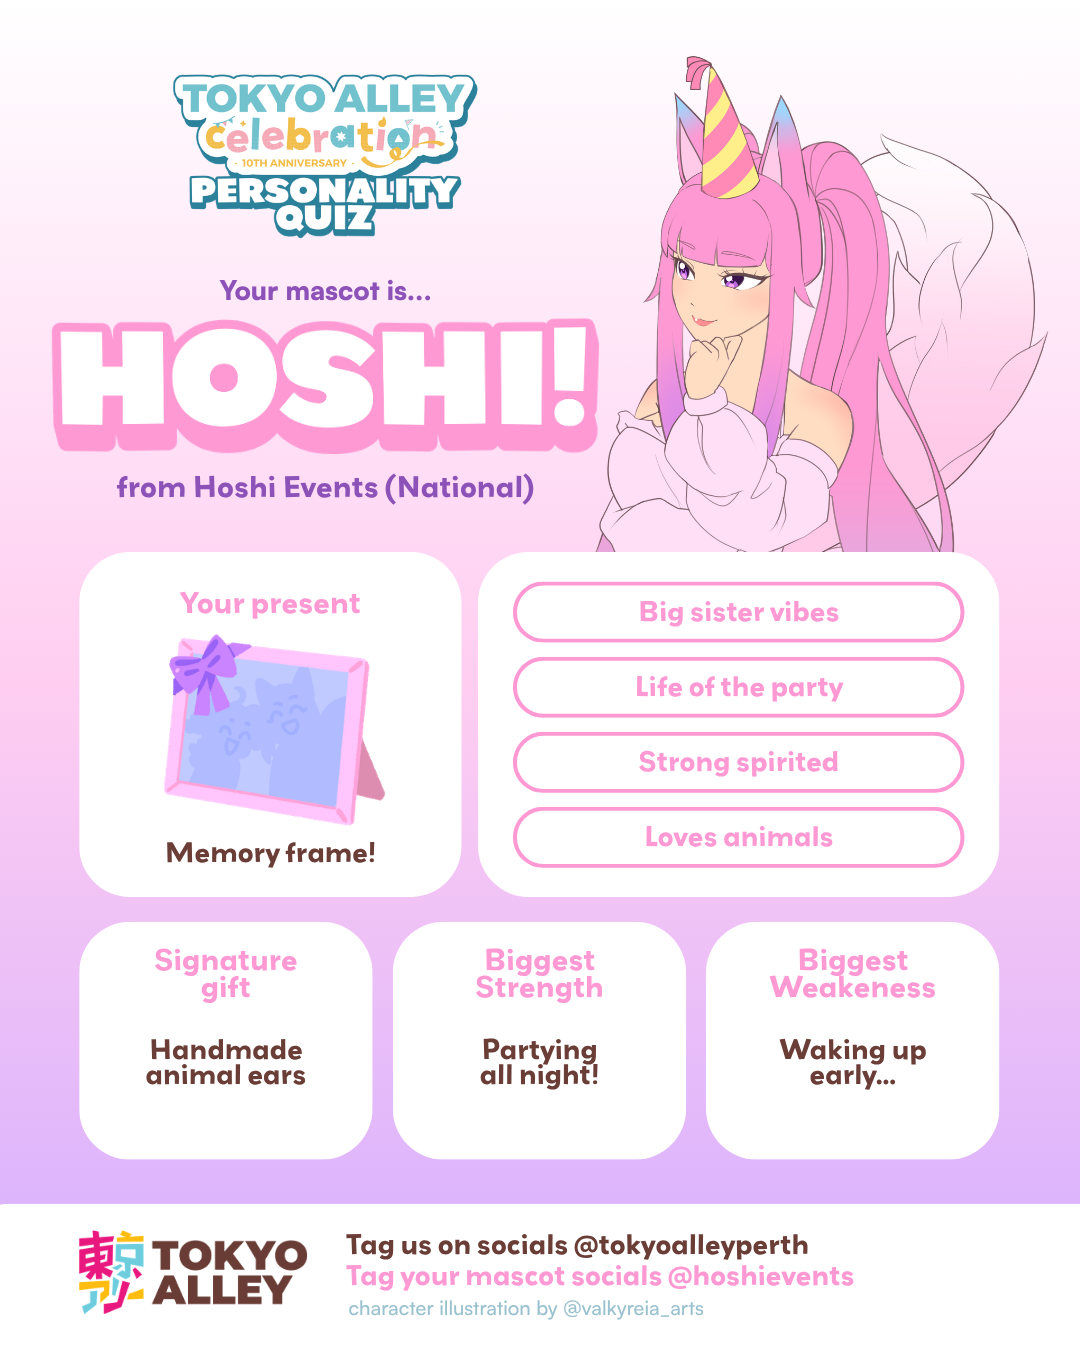 TOKYO ALLEY
celebration
· 10TH ANNIVERSARY ·
PERSONALITY
QUIZ
Your mascot is...
HOSHI!
from Hoshi Events (National)
Your present
Memory frame!
Big sister vibes
Life of the party
Strong spirited
Loves animals
Signature
gift
Handmade
animal ears
Biggest
Strength
Partying
all night!
Biggest
Weakeness
Waking up
early...
東京
アリー
TOKYO
ALLEY
Tag us on socials @tokyoalleyperth
Tag your mascot socials @hoshievents
character illustration by @valkyreia_arts